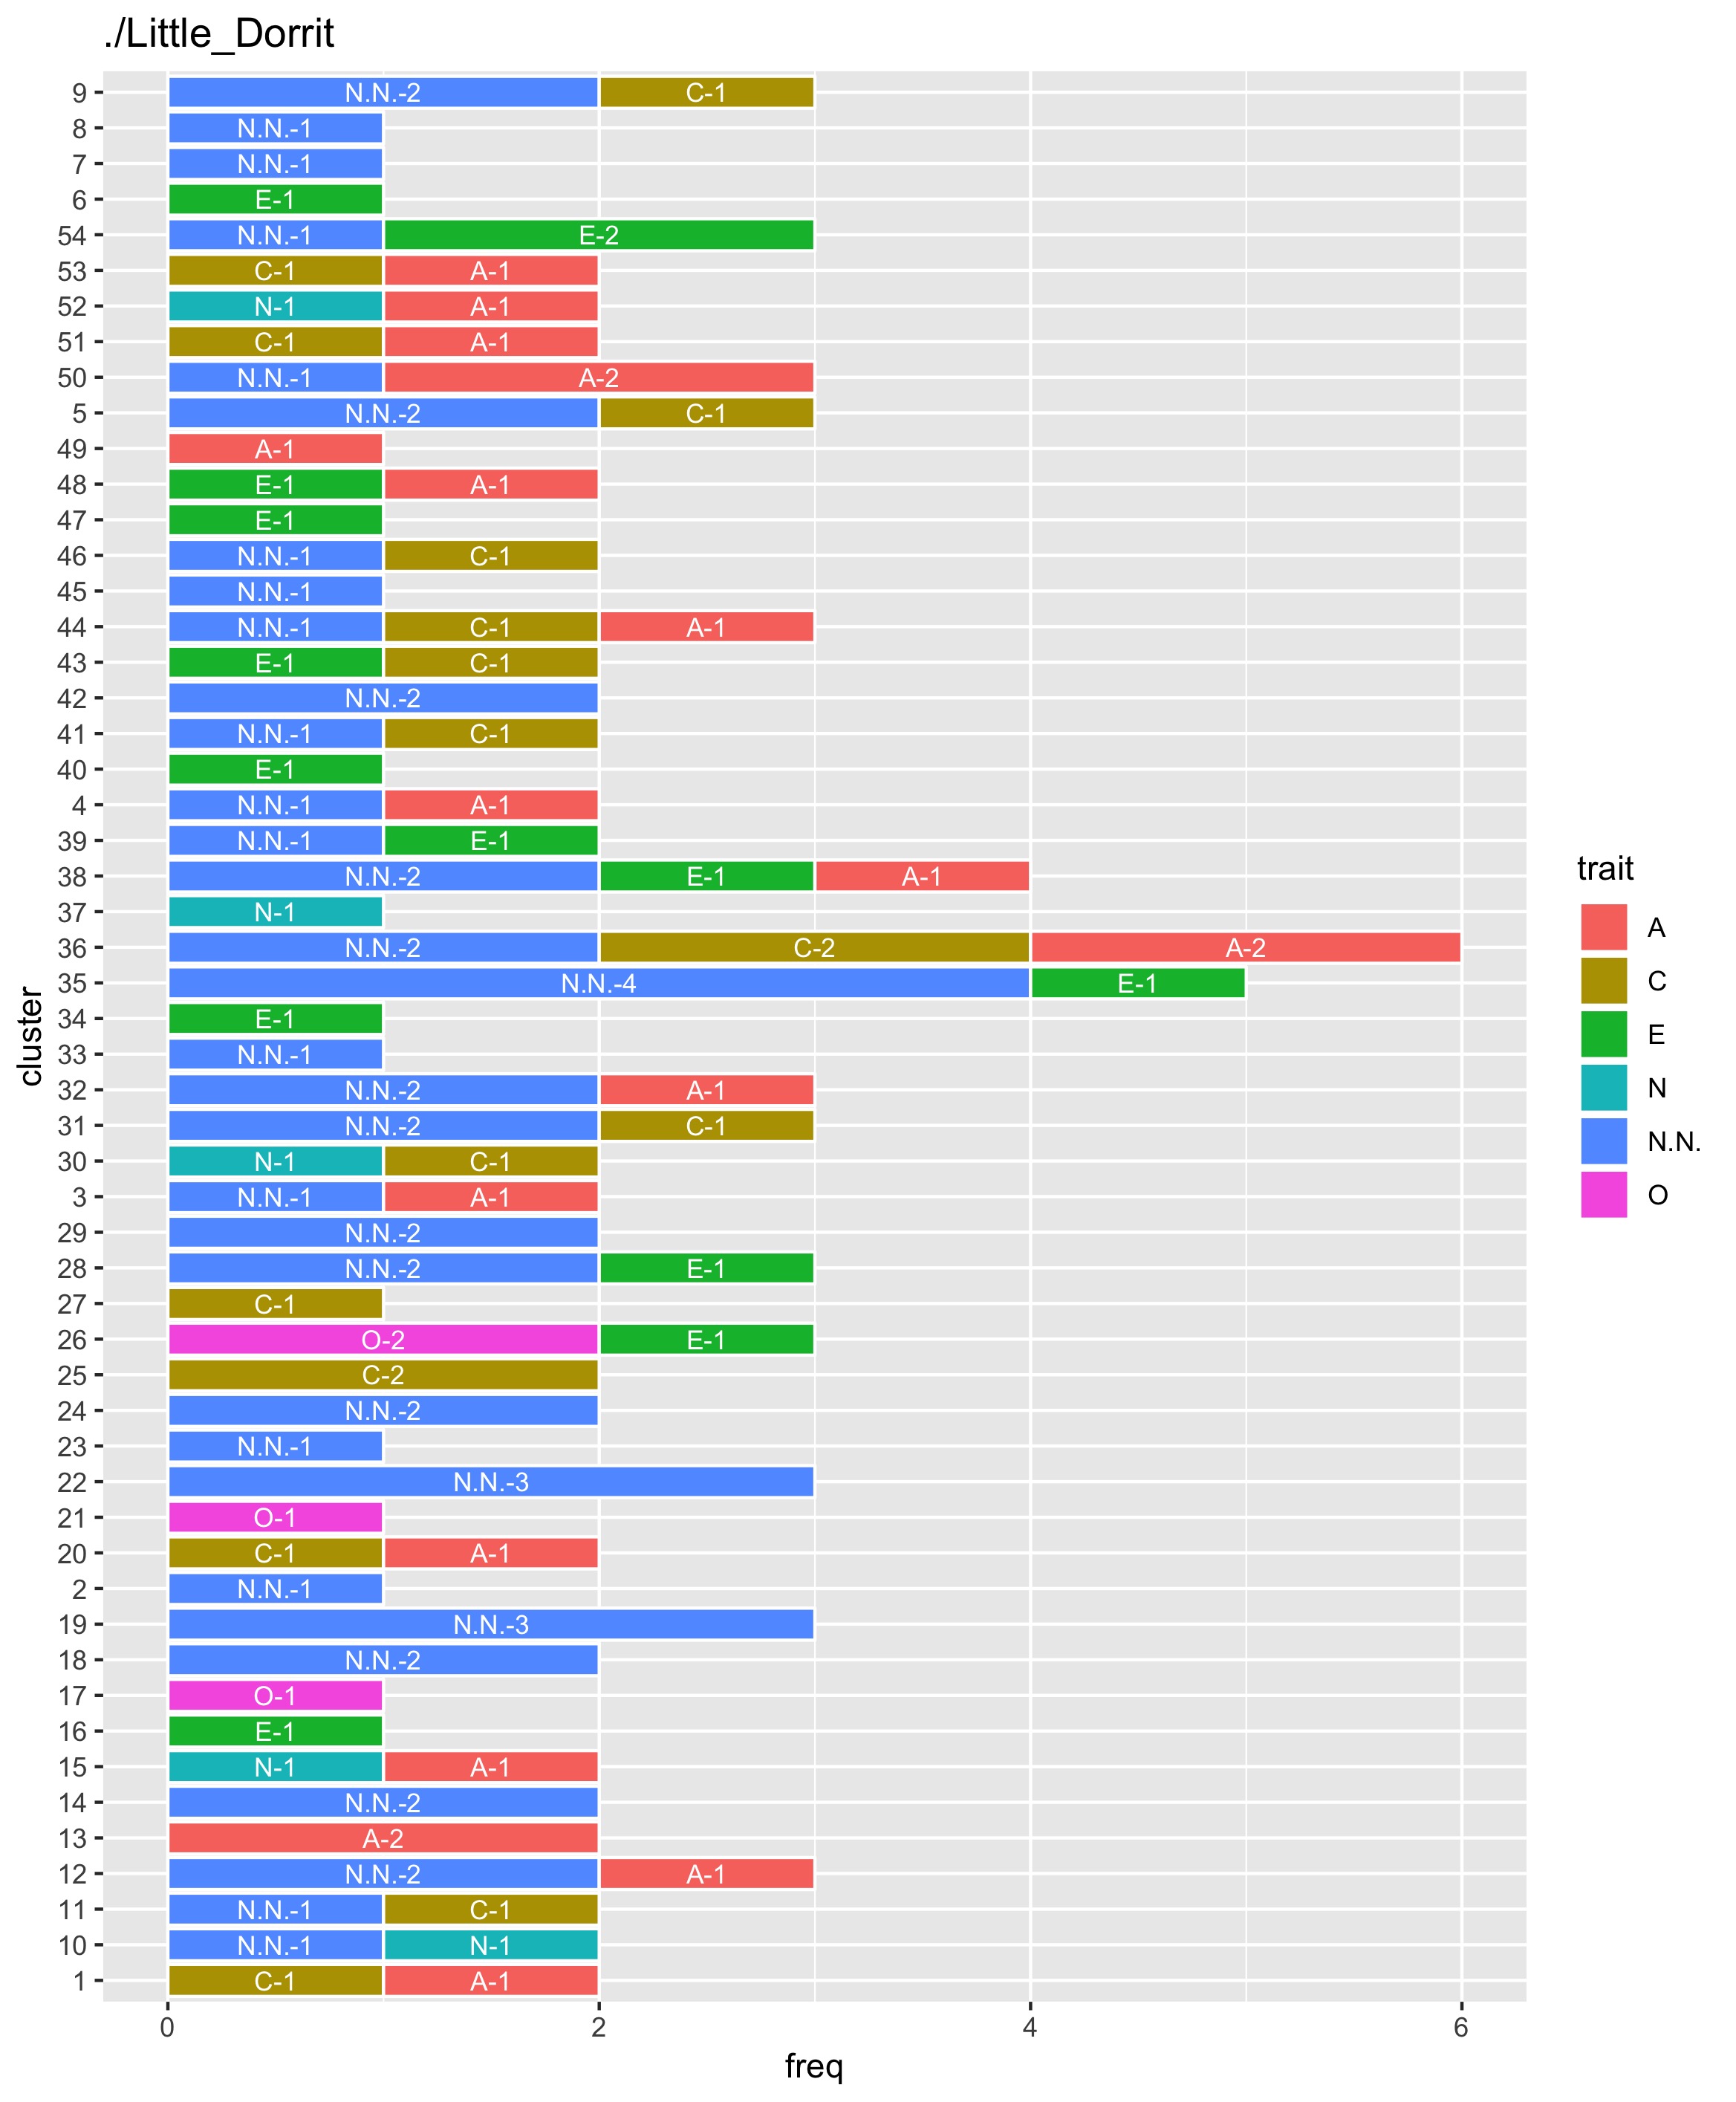 ./Little_Dorrit
9 N.N.-2 C-1
8 N.N.-1
7 N.N.-1
6 E-1
54 N.N.-1 E-2
53 C-1 A-1
52 N-1 A-1
51 C-1 A-1
50 N.N.-1 A-2
5 N.N.-2 C-1
49 A-1
48 E-1 A-1
47 E-1
46 N.N.-1 C-1
45 N.N.-1
44 N.N.-1 C-1 A-1
43 E-1 C-1
42 N.N.-2
41 N.N.-1 C-1
40 E-1
4 N.N.-1 A-1
39 N.N.-1 E-1
38 N.N.-2 E-1 A-1
37 N-1
36 N.N.-2 C-2 A-2
35 N.N.-4 E-1
34 E-1
33 N.N.-1
32 N.N.-2 A-1
31 N.N.-2 C-1
30 N-1 C-1
3 N.N.-1 A-1
29 N.N.-2
28 N.N.-2 E-1
27 C-1
26 O-2 E-1
25 C-2
24 N.N.-2
23 N.N.-1
22 N.N.-3
21 O-1
20 C-1 A-1
2 N.N.-1
19 N.N.-3
18 N.N.-2
17 O-1
16 E-1
15 N-1 A-1
14 N.N.-2
13 A-2
12 N.N.-2 A-1
11 N.N.-1 C-1
10 N.N.-1 N-1
1 C-1 A-1
0 2 4 6
freq
cluster
trait
A
C
E
N
N.N.
O